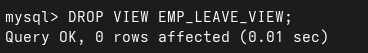 mysql> DROP VIEW EMP_LEAVE_VIEW;
Query OK, 0 rows affected (0.01 sec)